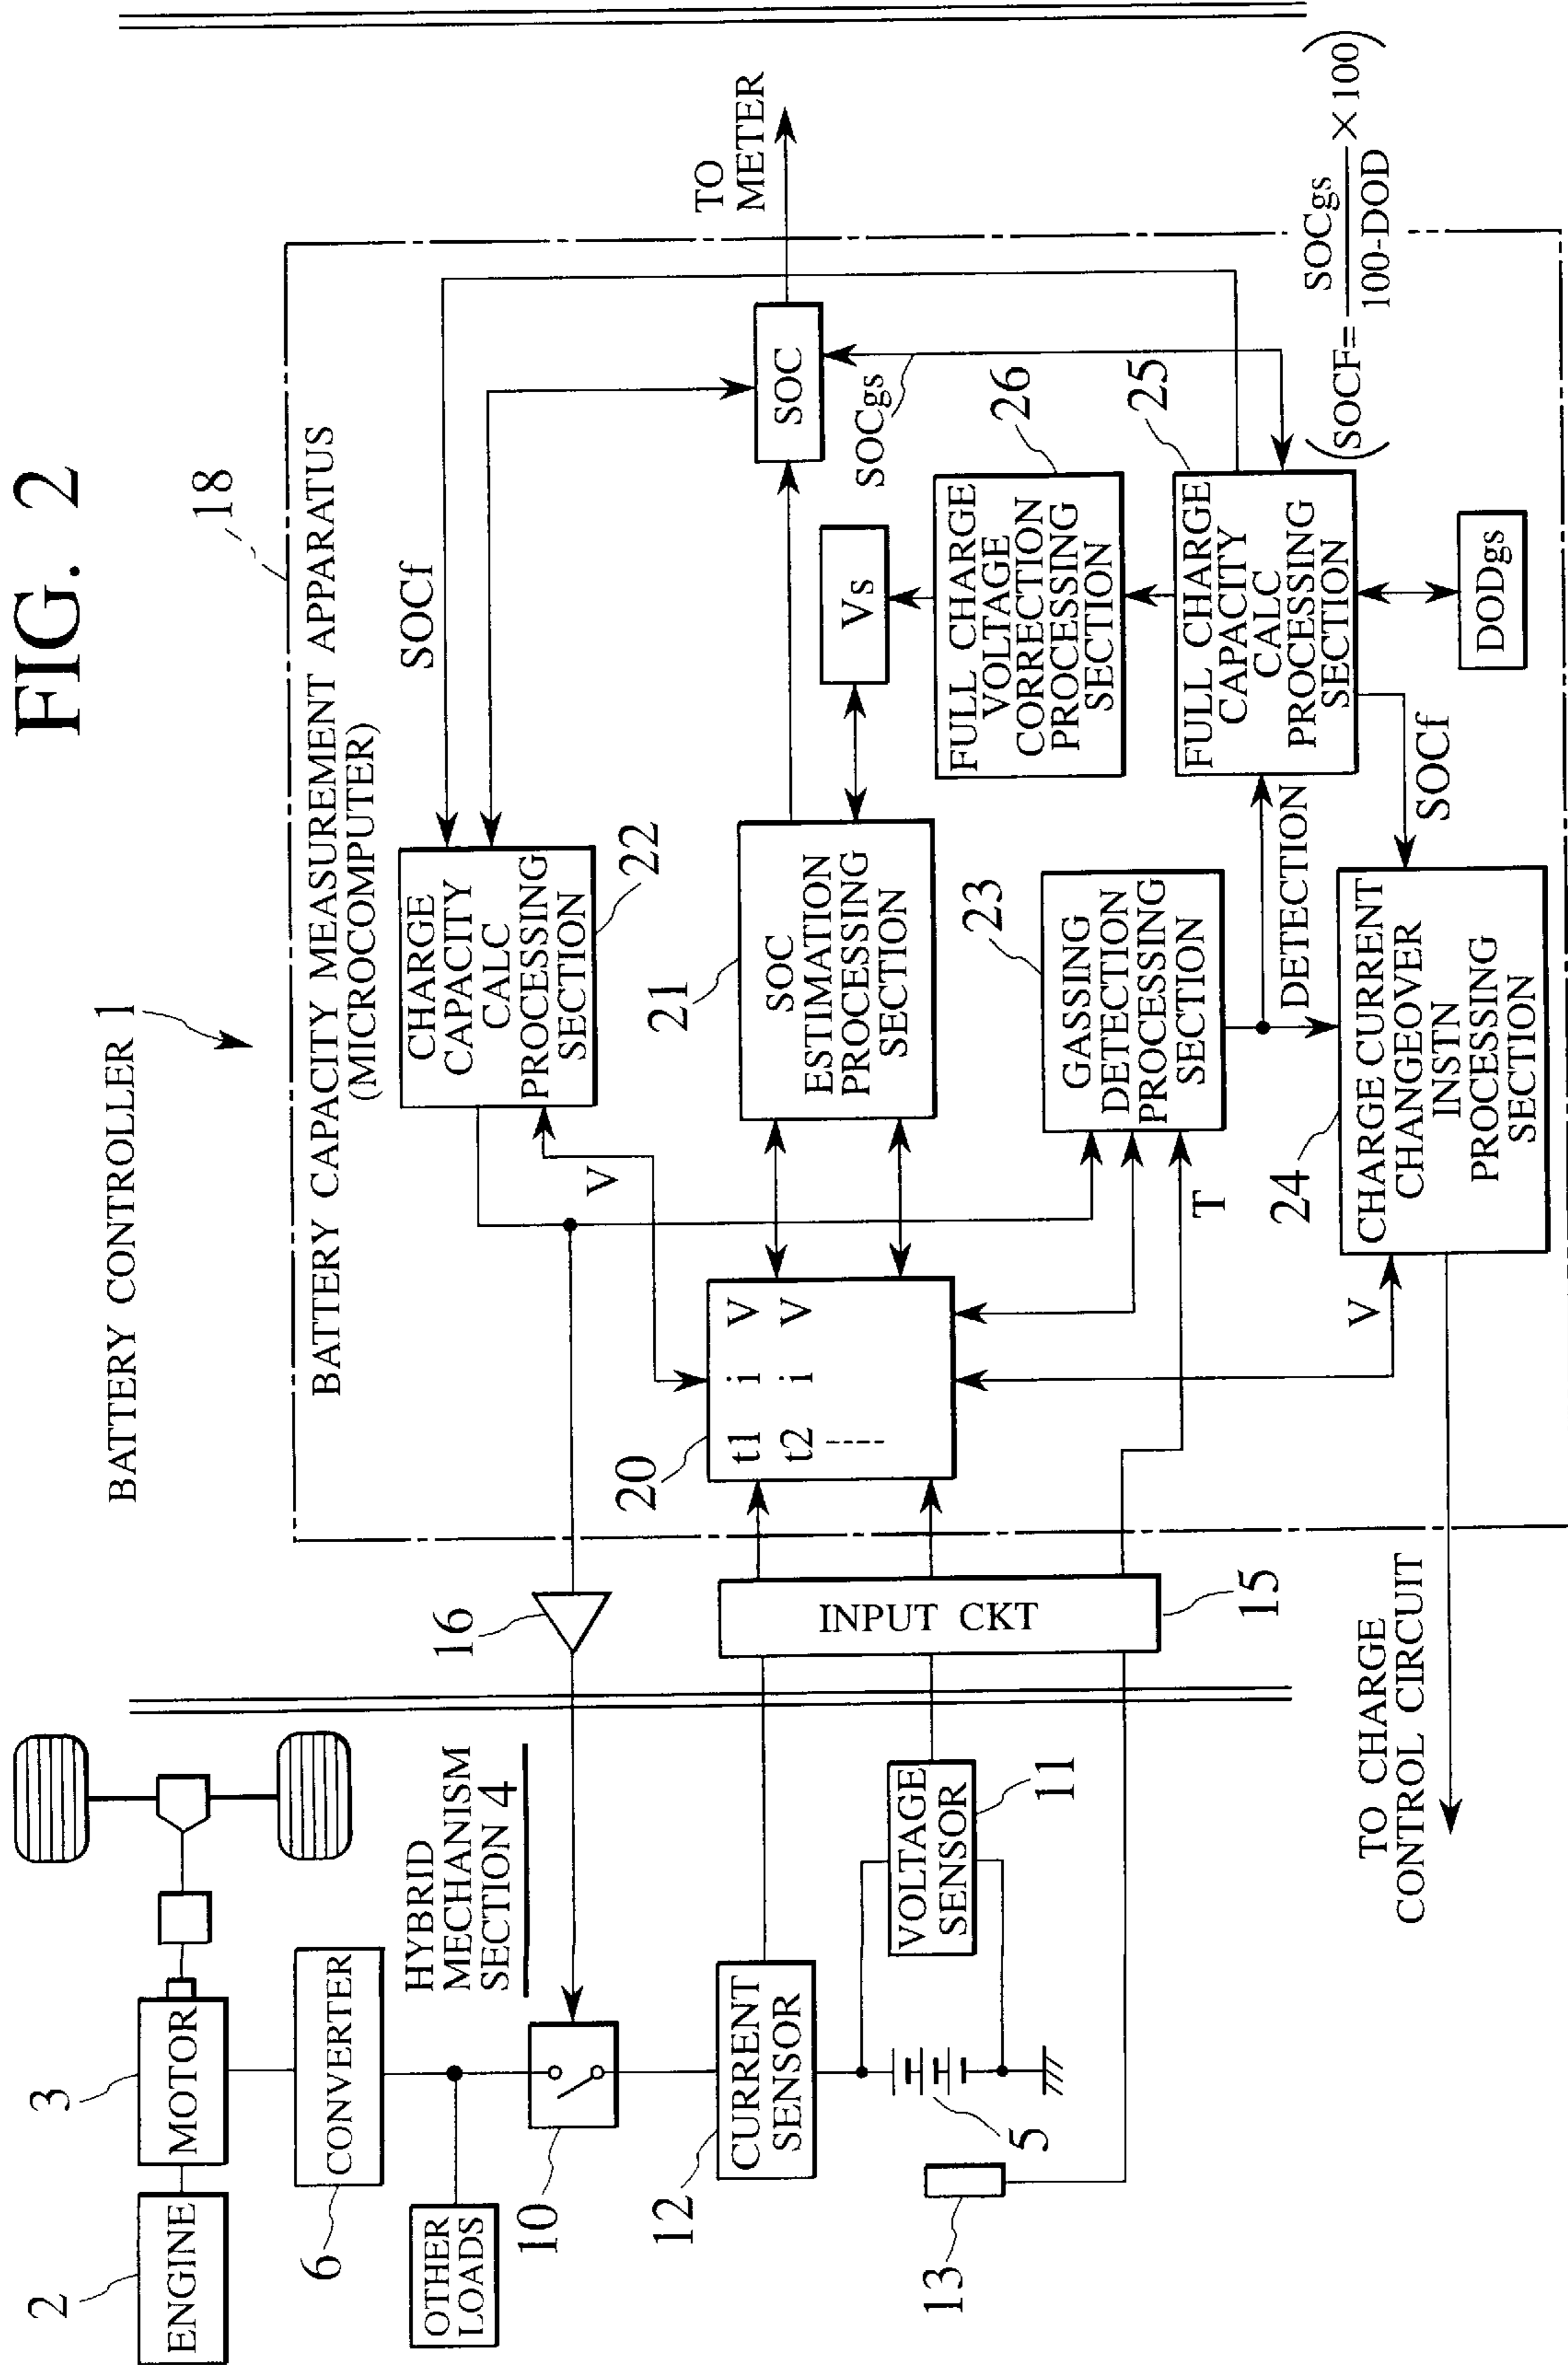 FIG. 2
BATTERY CONTROLLER 1
18
BATTERY CAPACITY MEASUREMENT APPARATUS
(MICROCOMPUTER)
2
ENGINE
3
MOTOR
6
CONVERTER
OTHER
LOADS
HYBRID
MECHANISM
SECTION 4
10
12
CURRENT
SENSOR
VOLTAGE
SENSOR
11
5
13
16
INPUT CKT
15
20
t1 i V
t2 i V
-----
V
CHARGE
CAPACITY
CALC
PROCESSING
SECTION
22
SOCf
21
SOC
ESTIMATION
PROCESSING
SECTION
SOC
TO
METER
SOCgs
Vs
23
GASSING
DETECTION
PROCESSING
SECTION
T
FULL CHARGE
VOLTAGE
CORRECTION
PROCESSING
SECTION
26
FULL CHARGE
CAPACITY
CALC
PROCESSING
SECTION
25
DETECTION
24
CHARGE CURRENT
CHANGEOVER
INSTN
PROCESSING
SECTION
V
SOCf
DODgs
(SOCF= SOCgs / 100-DOD ×100)
TO CHARGE
CONTROL CIRCUIT